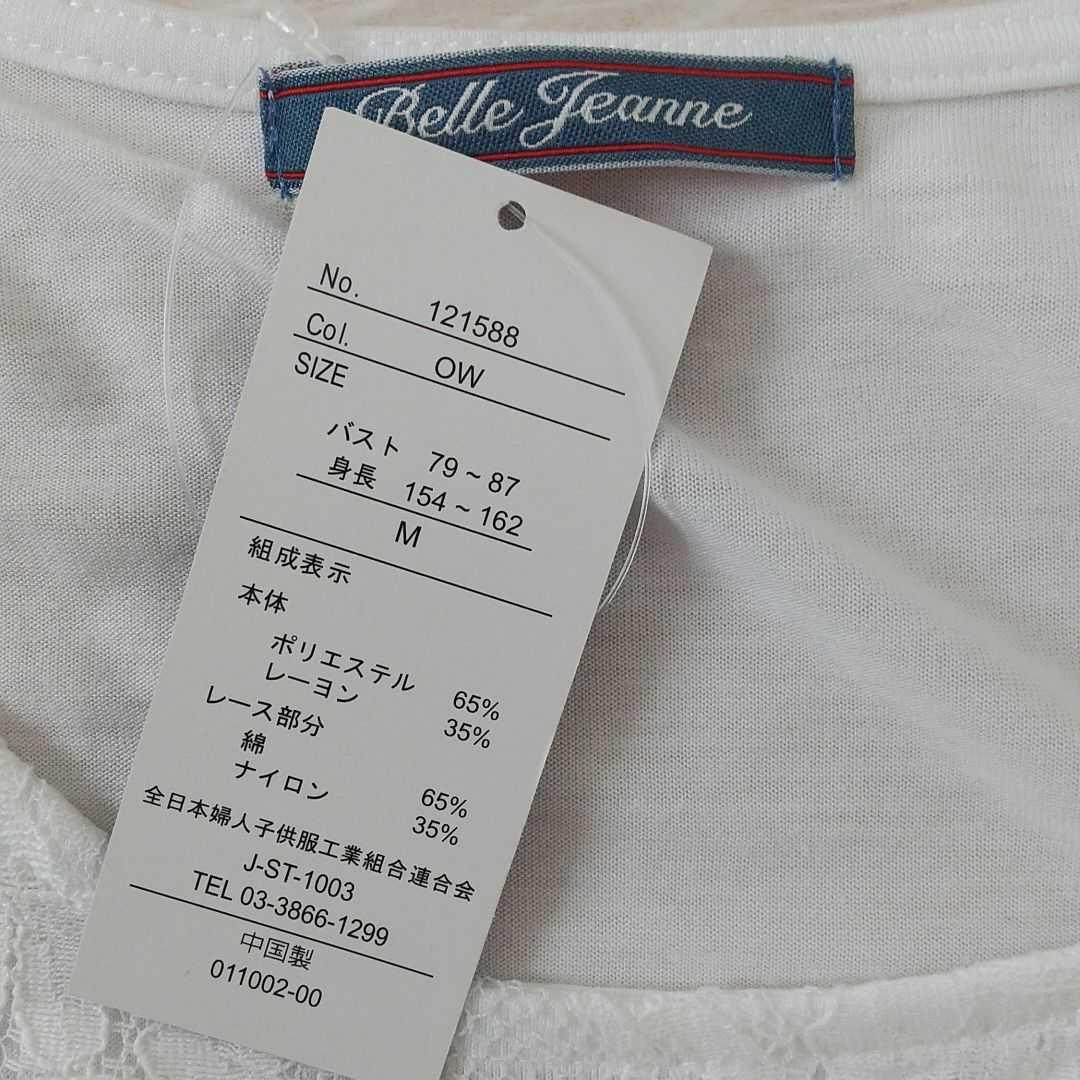 Belle Jeanne
No. 121588
Col. OW
SIZE
バスト 79~87
身長 154~162
M
組成表示
本体
ポリエステル 65%
レーヨン 35%
レース部分
綿 65%
ナイロン 35%
全日本婦人子供服工業組合連合会
J-ST-1003
TEL 03-3866-1299
中国製
011002-00